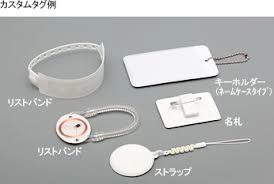 カスタムタグ例
リストバンド
キーホルダー
(ネームケースタイプ)
名札
リストバンド
ストラップ